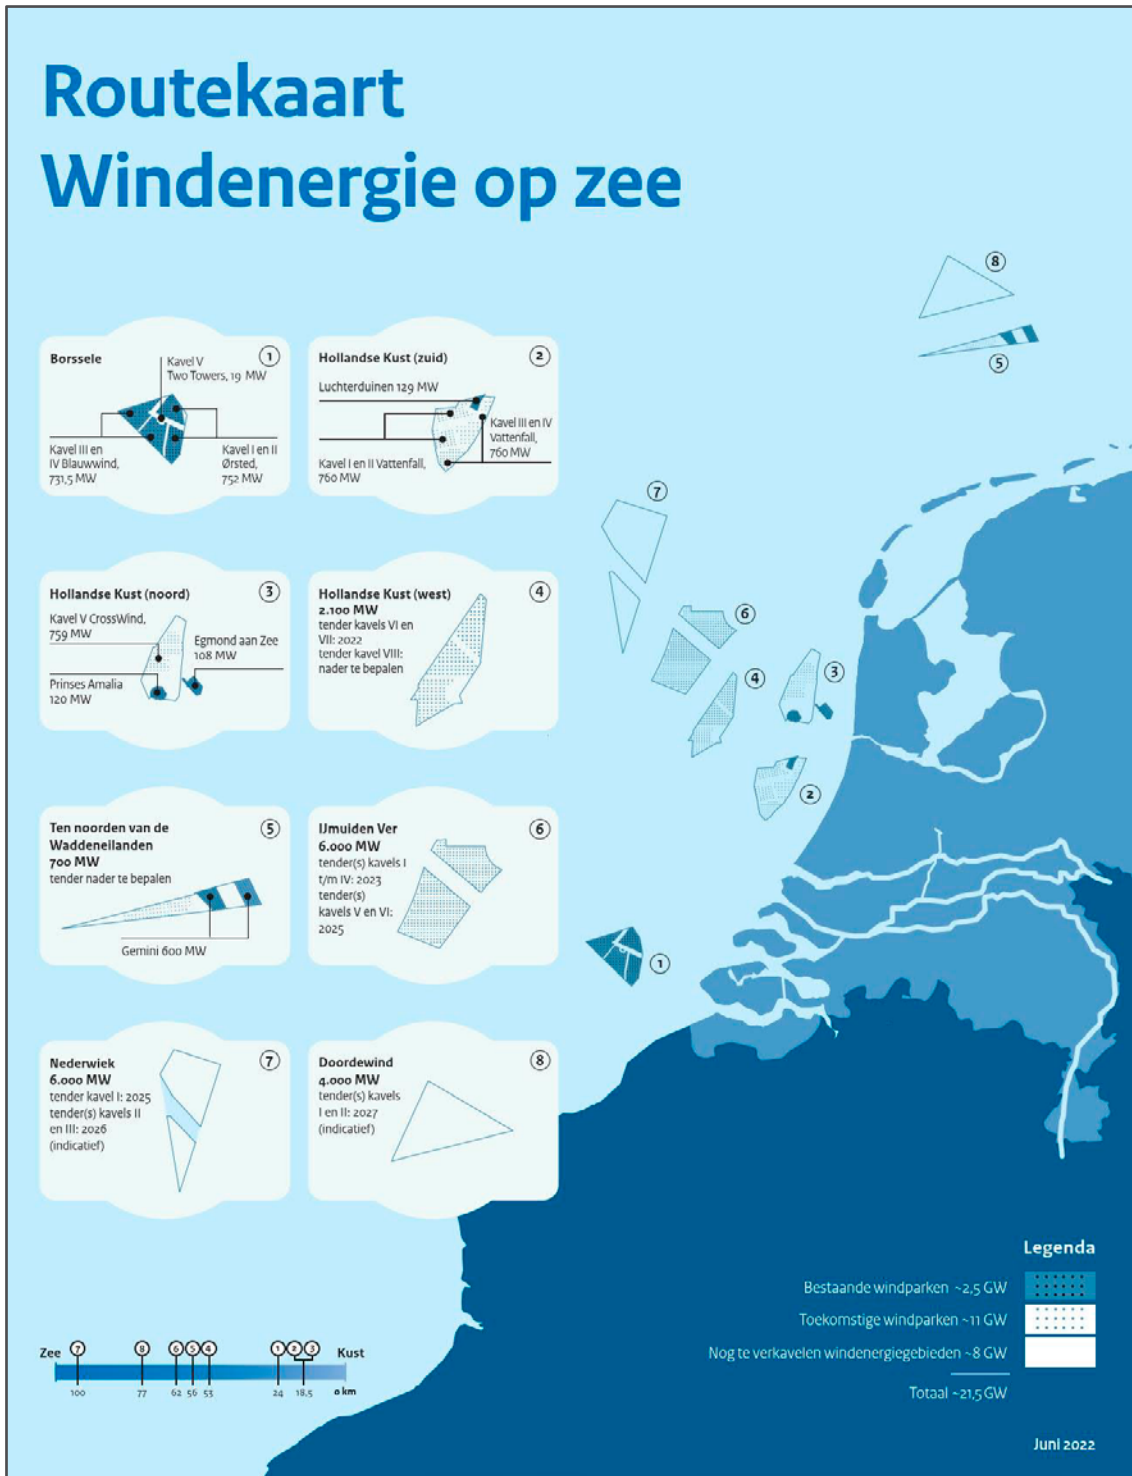 Routekaart
Windenergie op zee
Borssele
1
Kavel V
Two Towers, 19 MW
Kavel III en
IV Blauwwind,
731,5 MW
Kavel I en II
Ørsted,
752 MW
Hollandse Kust (zuid)
2
Luchterduinen 129 MW
Kavel III en IV
Vattenfall,
760 MW
Kavel I en II Vattenfall,
760 MW
Hollandse Kust (noord)
3
Kavel V CrossWind,
759 MW
Egmond aan Zee
108 MW
Prinses Amalia
120 MW
Hollandse Kust (west)
4
2.100 MW
tender kavels VI en
VII: 2022
tender kavel VIII:
nader te bepalen
Ten noorden van de
Waddeneilanden
5
700 MW
tender nader te bepalen
Gemini 600 MW
IJmuiden Ver
6
6.000 MW
tender(s) kavels I
t/m IV: 2023
tender(s)
kavels V en VI:
2025
Nederwiek
7
6.000 MW
tender kavel I: 2025
tender(s) kavels II
en III: 2026
(indicatief)
Doordewind
8
4.000 MW
tender(s) kavels
I en II: 2027
(indicatief)
8
5
7
6
4
3
2
1
Zee 7 8 6 5 4 1 2 3 Kust
100 77 62 56 53 24 18,5 0 km
Legenda
Bestaande windparken ~2,5 GW
Toekomstige windparken ~11 GW
Nog te verkavelen windenergiegebieden ~8 GW
Totaal ~21,5 GW
Juni 2022